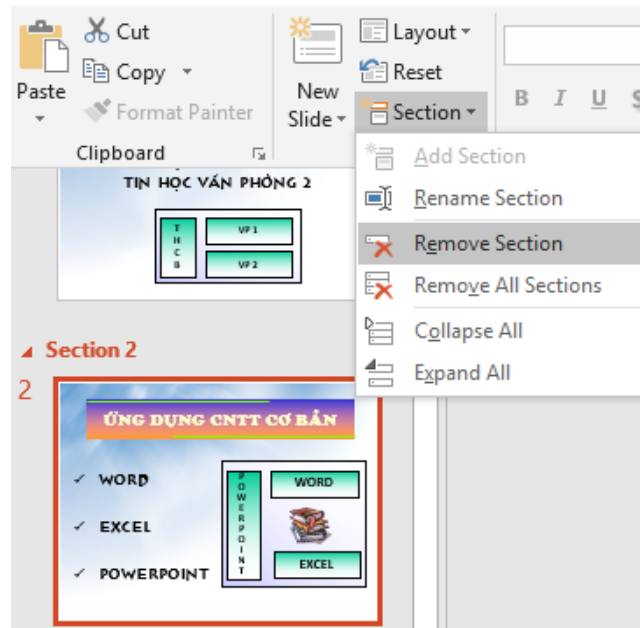 Cut
Copy
Format Painter
Paste
Clipboard
New
Slide
Layout
Reset
Section
B I U S
Add Section
Rename Section
Remove Section
Remove All Sections
Collapse All
Expand All
TIN HỌC VĂN PHÒNG 2
THCB
VP 1
VP 2
Section 2
2
ỨNG DỤNG CNTT CƠ BẢN
✓ WORD
✓ EXCEL
✓ POWERPOINT
POWERPOINT
WORD
EXCEL